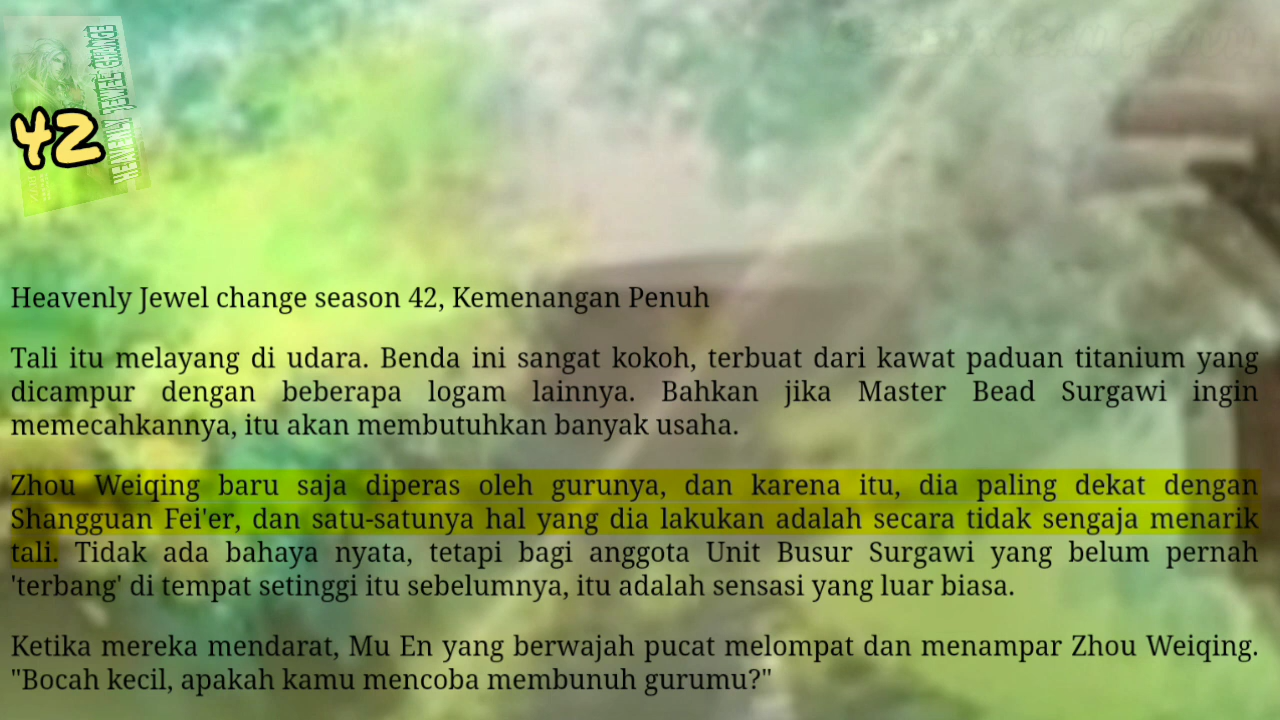 HEAVENLY JEWEL CHANGE
42
Heavenly Jewel change season 42, Kemenangan Penuh
Tali itu melayang di udara. Benda ini sangat kokoh, terbuat dari kawat paduan titanium yang
dicampur dengan beberapa logam lainnya. Bahkan jika Master Bead Surgawi ingin
memecahkannya, itu akan membutuhkan banyak usaha.
Zhou Weiqing baru saja diperas oleh gurunya, dan karena itu, dia paling dekat dengan
Shangguan Fei'er, dan satu-satunya hal yang dia lakukan adalah secara tidak sengaja menarik
tali. Tidak ada bahaya nyata, tetapi bagi anggota Unit Busur Surgawi yang belum pernah
'terbang' di tempat setinggi itu sebelumnya, itu adalah sensasi yang luar biasa.
Ketika mereka mendarat, Mu En yang berwajah pucat melompat dan menampar Zhou Weiqing.
"Bocah kecil, apakah kamu mencoba membunuh gurumu?"